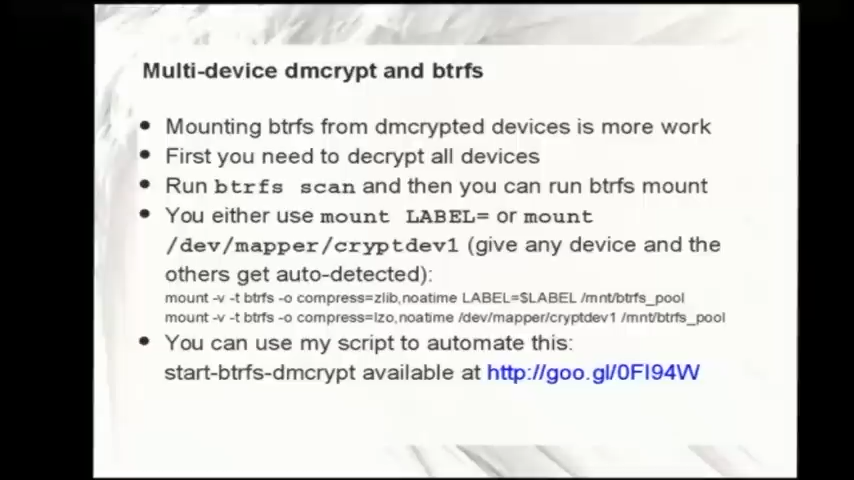 Multi-device dmcrypt and btrfs
• Mounting btrfs from dmcrypted devices is more work
• First you need to decrypt all devices
• Run btrfs scan and then you can run btrfs mount
• You either use mount LABEL= or mount
/dev/mapper/cryptdev1 (give any device and the
others get auto-detected):
mount -v -t btrfs -o compress=zlib,noatime LABEL=$LABEL /mnt/btrfs_pool
mount -v -t btrfs -o compress=lzo,noatime /dev/mapper/cryptdev1 /mnt/btrfs_pool
• You can use my script to automate this:
start-btrfs-dmcrypt available at http://goo.gl/0FI94W